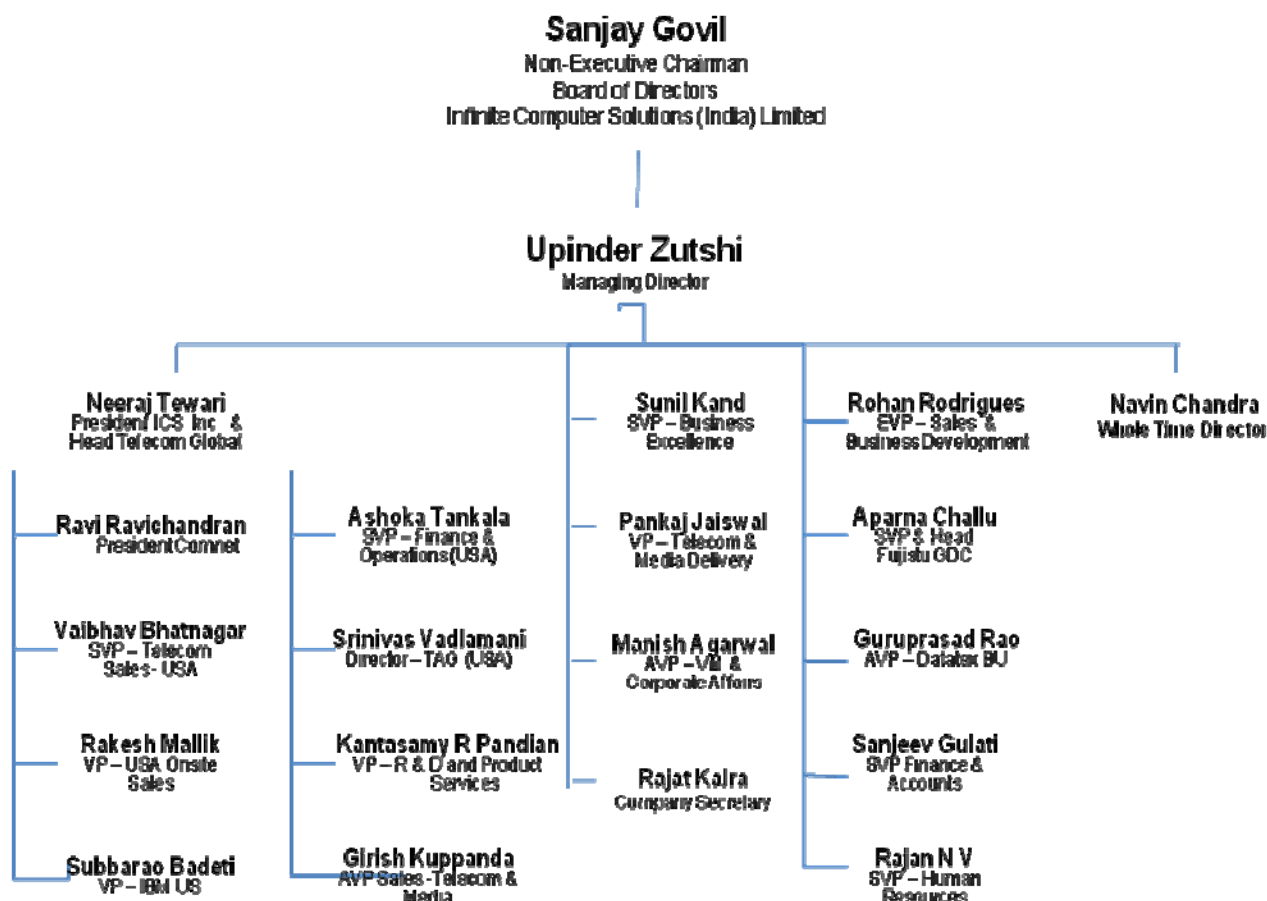 Sanjay Govil
Non-Executive Chairman
Board of Directors
Infinite Computer Solutions (India) Limited
Upinder Zutshi
Managing Director
Neeraj Tewari
President ICS Inc &
Head Telecom Global
Ravi Ravichandran
President Comnet
Vaibhav Bhatnagar
SVP – Telecom
Sales - USA
Rakesh Mallik
VP – USA Onsite
Sales
Subbarao Badeti
VP – IBM US
Ashoka Tankala
SVP – Finance &
Operations (USA)
Srinivas Vadlamani
Director – TAG (USA)
Kantasamy R Pandian
VP – R & D and Product
Services
Girish Kuppanda
AVP Sales - Telecom &
Media
Sunil Kand
SVP – Business
Excellence
Pankaj Jaiswal
VP – Telecom &
Media Delivery
Manish Agarwal
AVP – VM &
Corporate Affairs
Rajat Kalra
Company Secretary
Rohan Rodrigues
EVP – Sales &
Business Development
Aparna Challu
SVP & Head
Fujistu GDC
Guruprasad Rao
AVP – Datatex BU
Sanjeev Gulati
SVP Finance &
Accounts
Rajan N V
SVP – Human
Resources
Navin Chandra
Whole Time Director